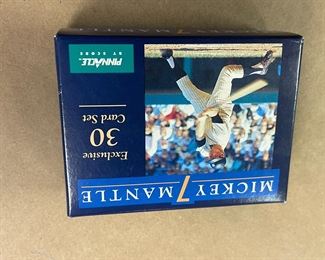 MICKEY 7 MANTLE
Exclusive
30
Card Set
PINNACLE
BY SCORE